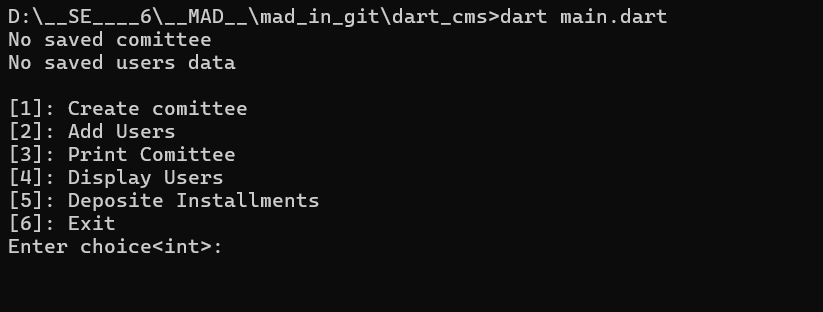 D:\__SE____6\__MAD__\mad_in_git\dart_cms>dart main.dart
No saved comittee
No saved users data
[1]: Create comittee
[2]: Add Users
[3]: Print Comittee
[4]: Display Users
[5]: Deposite Installments
[6]: Exit
Enter choice<int>: